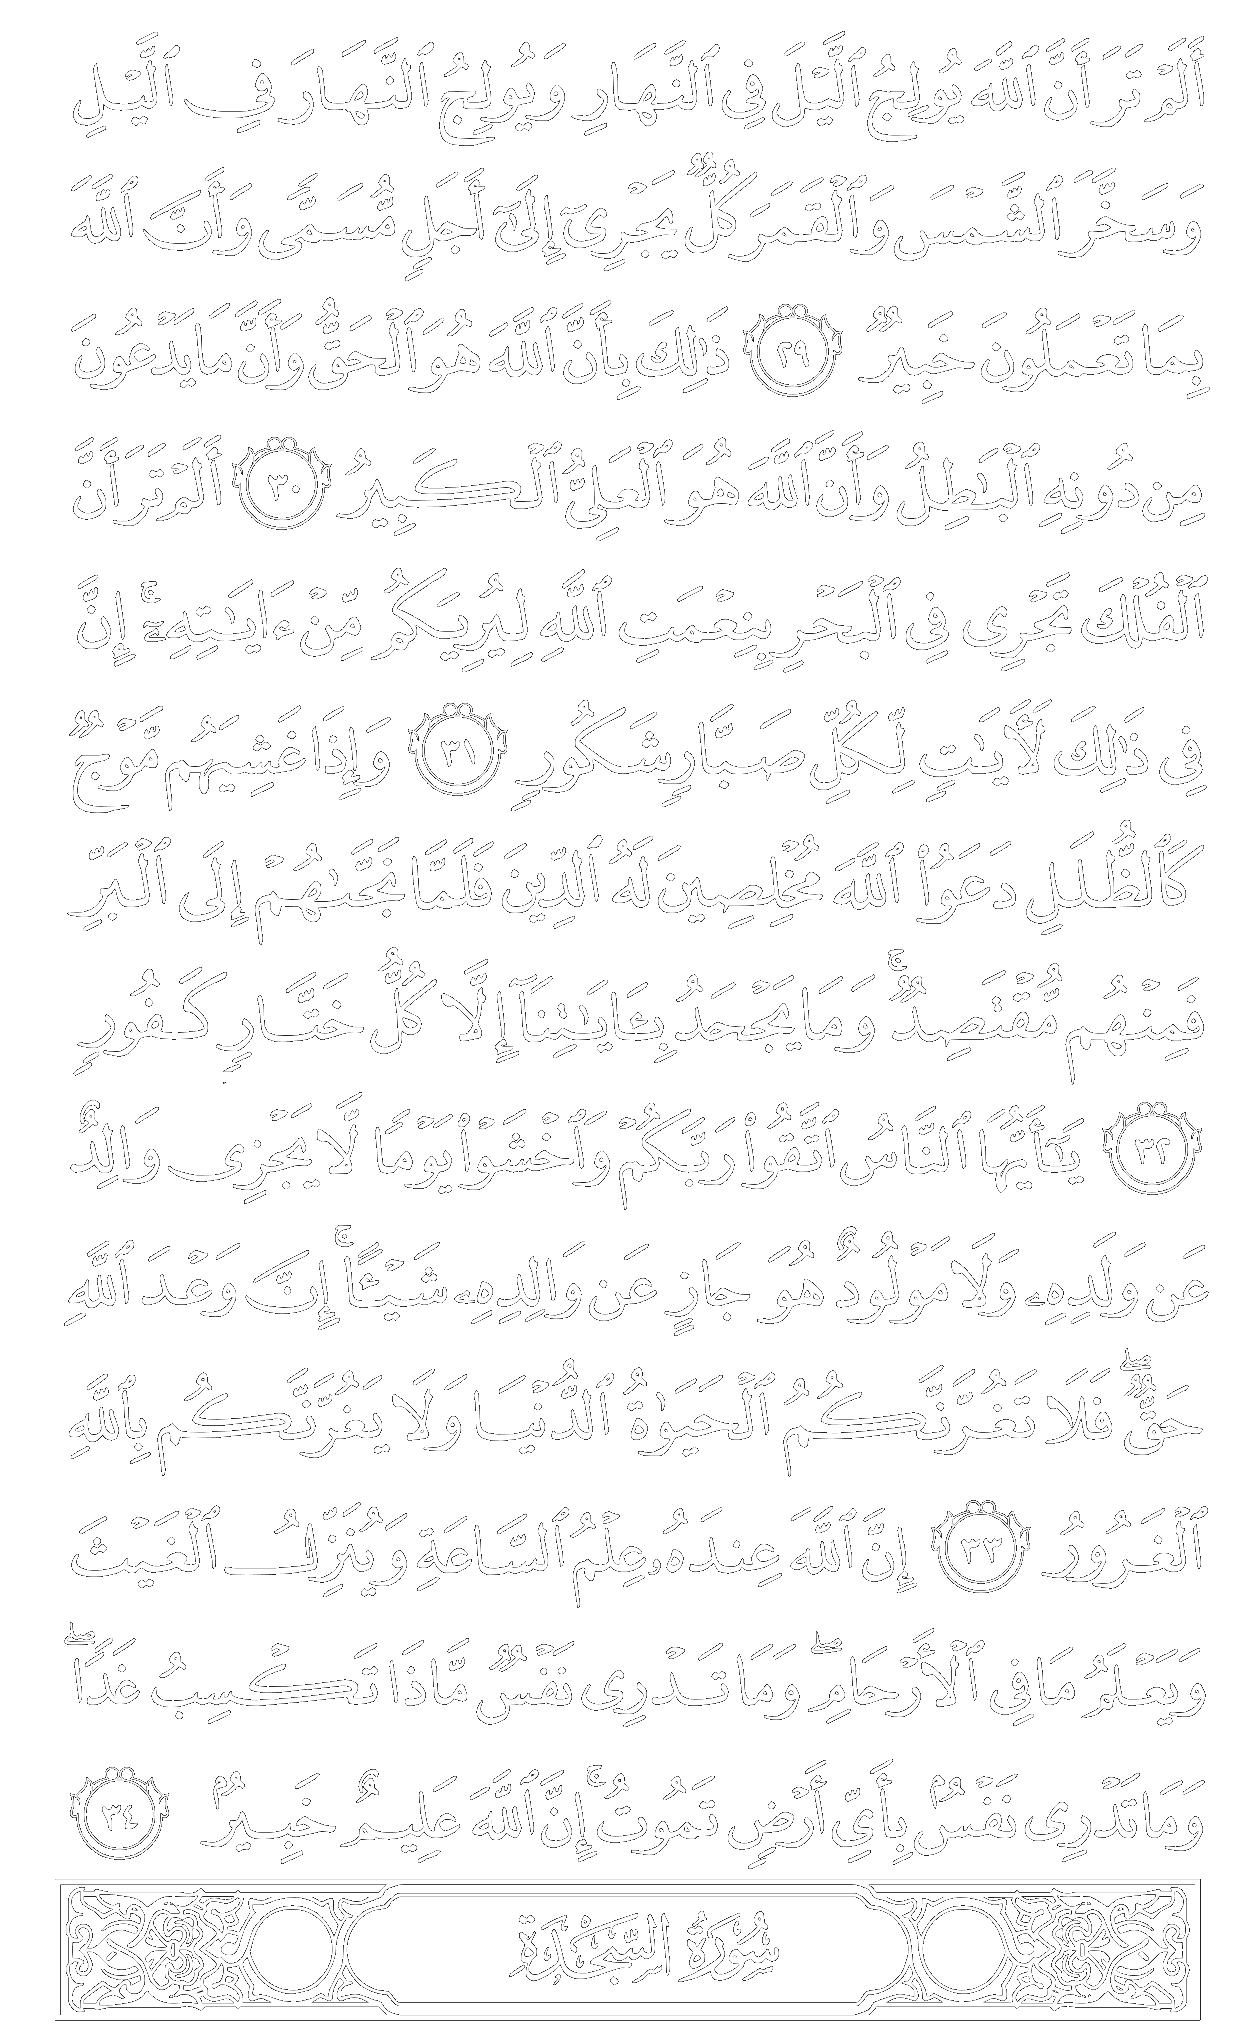 أَلَمْ تَرَ أَنَّ ٱللَّهَ يُولِجُ ٱلَّيْلَ فِى ٱلنَّهَارِ وَيُولِجُ ٱلنَّهَارَ فِى ٱلَّيْلِ
وَسَخَّرَ ٱلشَّمْسَ وَٱلْقَمَرَ كُلٌّ يَجْرِىٓ إِلَىٰٓ أَجَلٍ مُّسَمًّى وَأَنَّ ٱللَّهَ
بِمَا تَعْمَلُونَ خَبِيرٌ ٢٩ ذَٰلِكَ بِأَنَّ ٱللَّهَ هُوَ ٱلْحَقُّ وَأَنَّ مَا يَدْعُونَ
مِن دُونِهِ ٱلْبَٰطِلُ وَأَنَّ ٱللَّهَ هُوَ ٱلْعَلِىُّ ٱلْكَبِيرُ ٣٠ أَلَمْ تَرَ أَنَّ
ٱلْفُلْكَ تَجْرِى فِى ٱلْبَحْرِ بِنِعْمَتِ ٱللَّهِ لِيُرِيَكُم مِّنْ ءَايَٰتِهِۦٓ ۚ إِنَّ
فِى ذَٰلِكَ لَءَايَٰتٍ لِّكُلِّ صَبَّارٍ شَكُورٍ ٣١ وَإِذَا غَشِيَهُم مَّوْجٌ
كَٱلظُّلَلِ دَعَوُا۟ ٱللَّهَ مُخْلِصِينَ لَهُ ٱلدِّينَ فَلَمَّا نَجَّىٰهُمْ إِلَى ٱلْبَرِّ
فَمِنْهُم مُّقْتَصِدٌ ۚ وَمَا يَجْحَدُ بِـَٔايَٰتِنَآ إِلَّا كُلُّ خَتَّارٍ كَفُورٍ
٣٢ يَٰٓأَيُّهَا ٱلنَّاسُ ٱتَّقُوا۟ رَبَّكُمْ وَٱخْشَوْا۟ يَوْمًا لَّا يَجْزِى وَالِدٌ
عَن وَلَدِهِۦ وَلَا مَوْلُودٌ هُوَ جَازٍ عَن وَالِدِهِۦ شَيْـًٔا ۚ إِنَّ وَعْدَ ٱللَّهِ
حَقٌّ ۖ فَلَا تَغُرَّنَّكُمُ ٱلْحَيَوٰةُ ٱلدُّنْيَا وَلَا يَغُرَّنَّكُم بِٱللَّهِ
ٱلْغَرُورُ ٣٣ إِنَّ ٱللَّهَ عِندَهُۥ عِلْمُ ٱلسَّاعَةِ وَيُنَزِّلُ ٱلْغَيْثَ
وَيَعْلَمُ مَا فِى ٱلْأَرْحَامِ ۖ وَمَا تَدْرِى نَفْسٌ مَّاذَا تَكْسِبُ غَدًا ۖ
وَمَا تَدْرِى نَفْسٌۢ بِأَىِّ أَرْضٍ تَمُوتُ ۚ إِنَّ ٱللَّهَ عَلِيمٌ خَبِيرٌۢ ٣٤
سُورَةُ السَّجْدَةِ